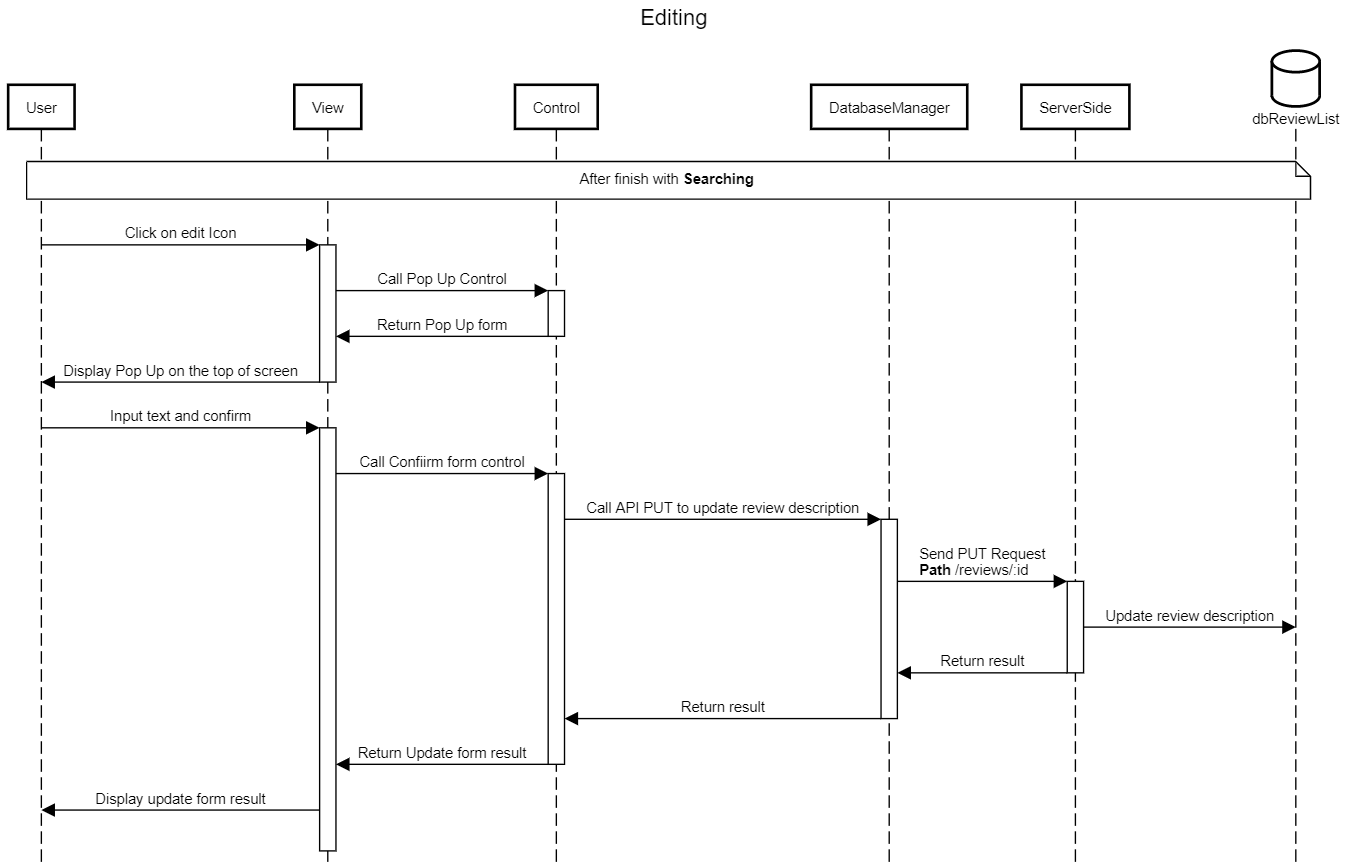 Editing
User
View
Control
DatabaseManager
ServerSide
dbReviewList
After finish with Searching
Click on edit Icon
Call Pop Up Control
Return Pop Up form
Display Pop Up on the top of screen
Input text and confirm
Call Confiirm form control
Call API PUT to update review description
Send PUT Request
Path /reviews/:id
Update review description
Return result
Return result
Return Update form result
Display update form result